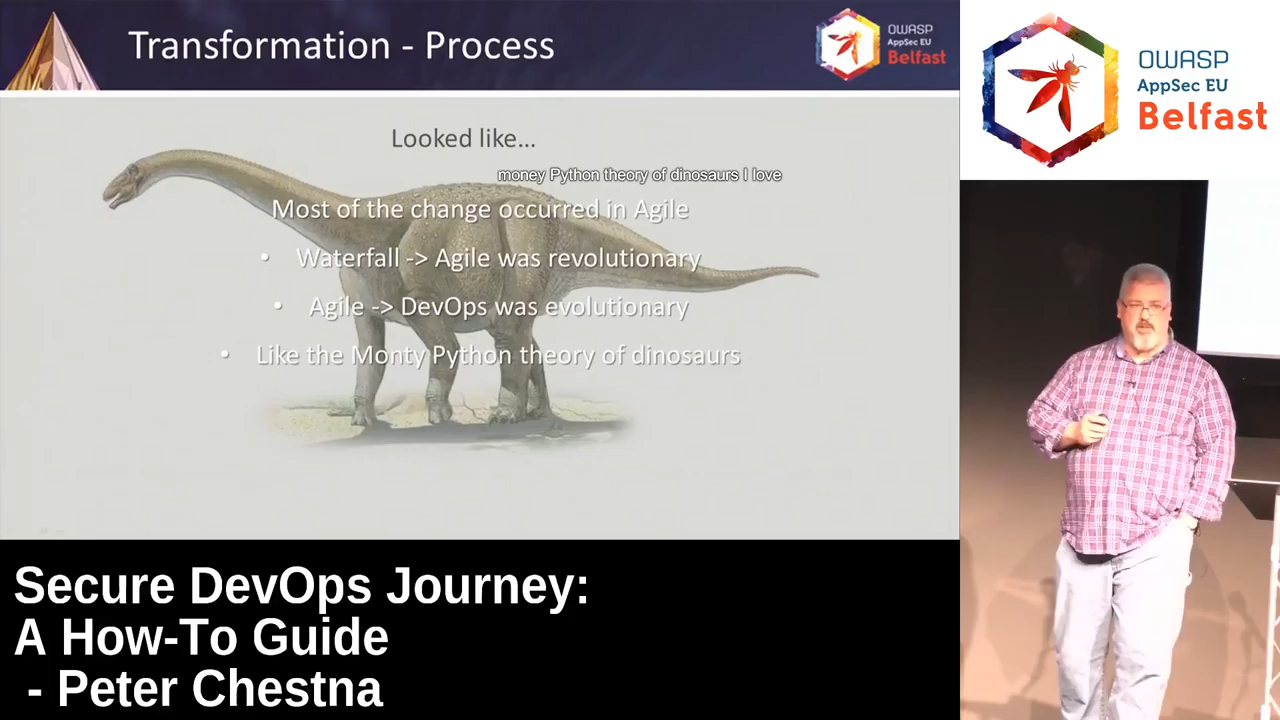 Transformation - Process
OWASP
AppSec EU
Belfast
OWASP
AppSec EU
Belfast
Looked like...
money Python theory of dinosaurs I love
Most of the change occurred in Agile
• Waterfall -> Agile was revolutionary
• Agile -> DevOps was evolutionary
• Like the Monty Python theory of dinosaurs
Secure DevOps Journey:
A How-To Guide
- Peter Chestna